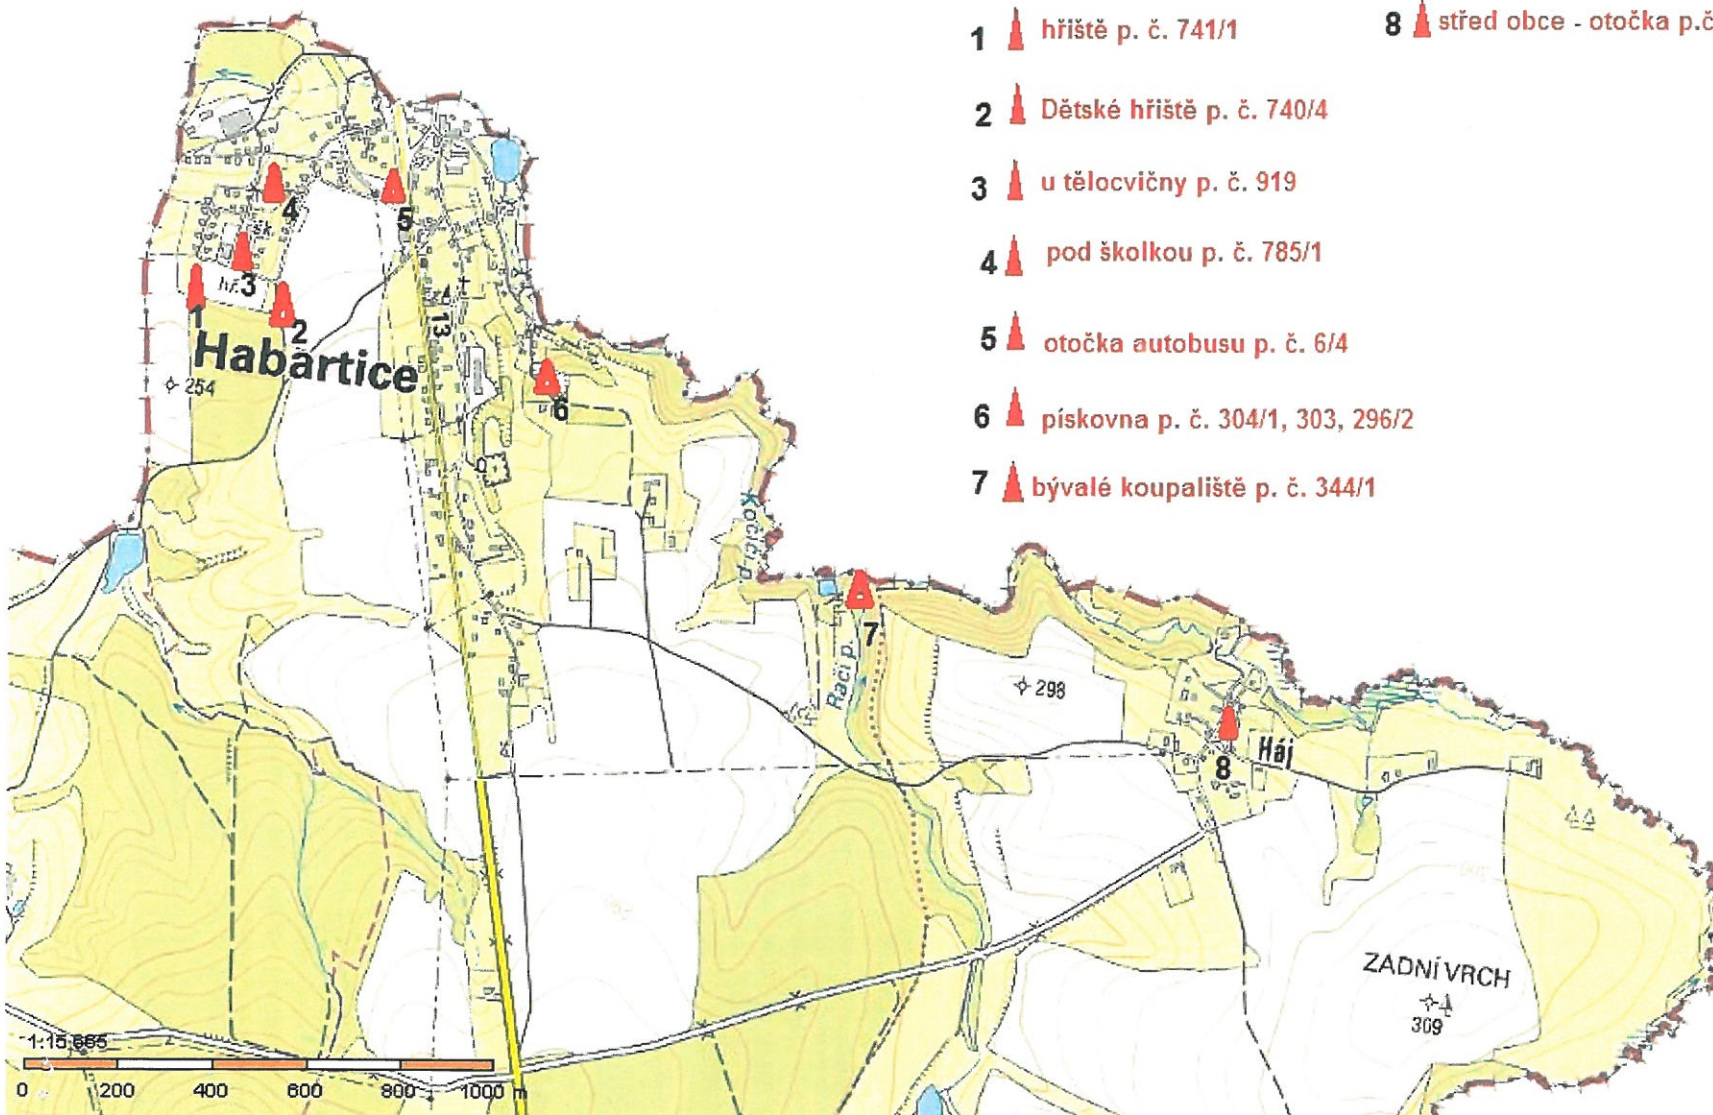 1 hřiště p. č. 741/1
8 střed obce - otočka p.č
2 Dětské hřiště p. č. 740/4
3 u tělocvičny p. č. 919
4 pod školkou p. č. 785/1
5 otočka autobusu p. č. 6/4
6 pískovna p. č. 304/1, 303, 296/2
7 bývalé koupaliště p. č. 344/1
4
5
šk
hř.
3
1
2
13
Habartice
254
6
Kočičí p.
7
Račí p.
298
Háj
8
ZADNÍ VRCH
309
1:15 665
0 200 400 600 800 1000 m